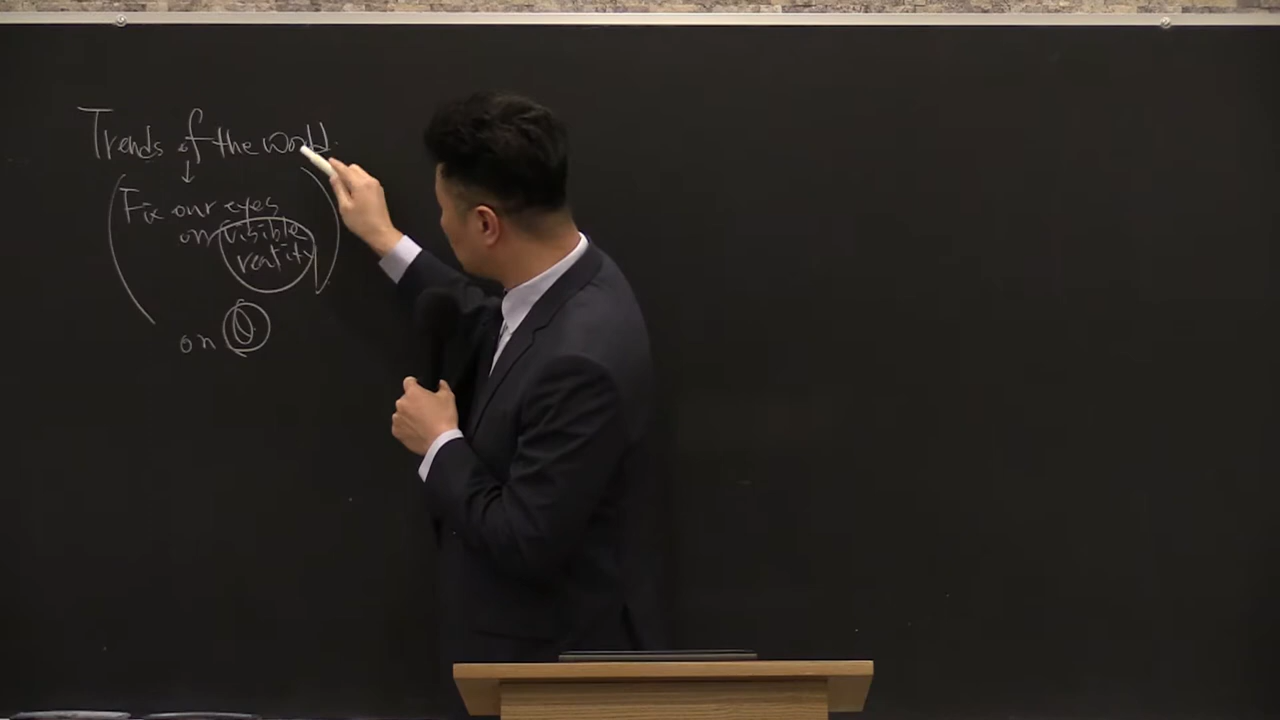 Trends of the world
Fix our eyes
on visible
reality
on